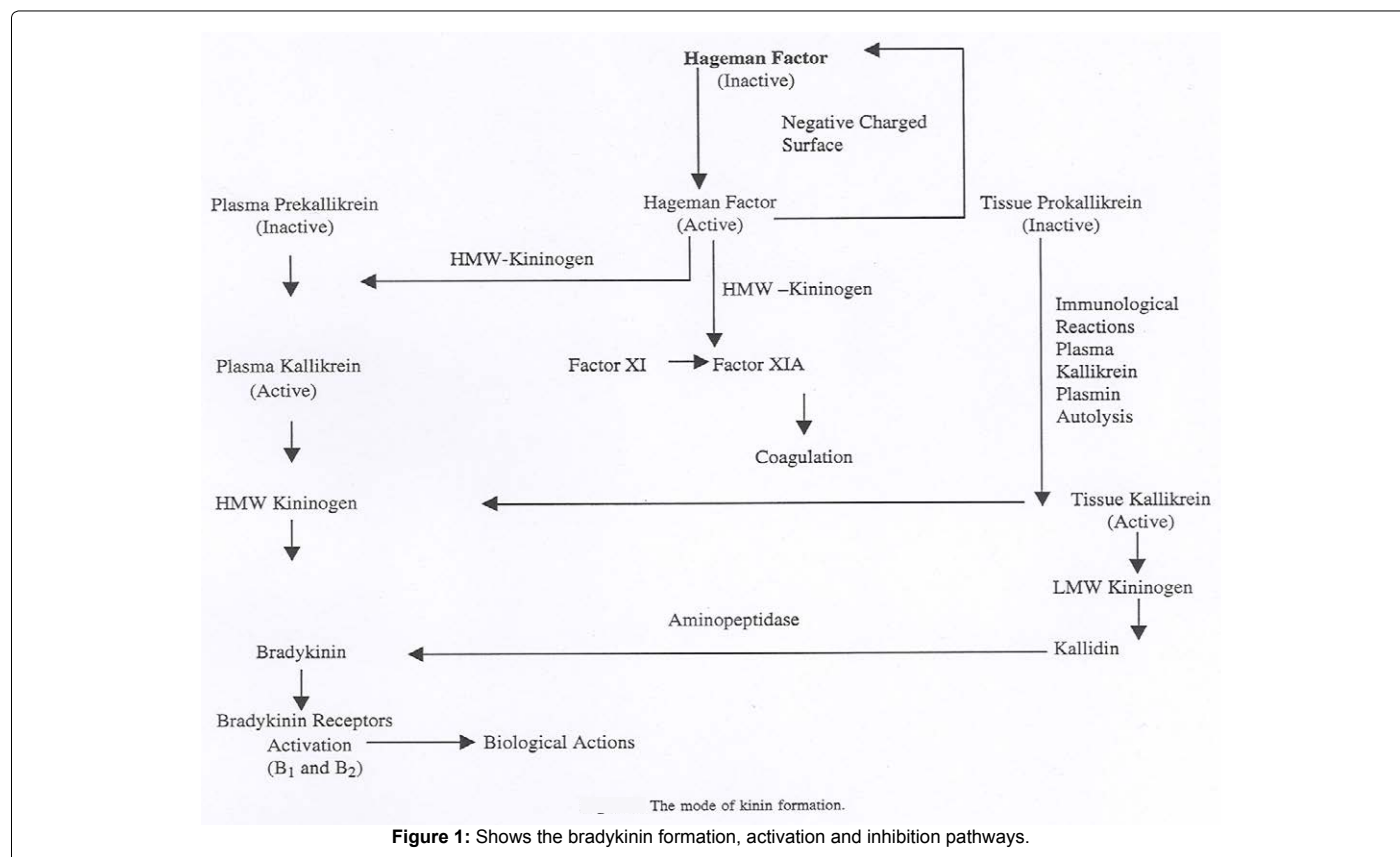 Hageman Factor
(Inactive)
Negative Charged
Surface
Plasma Prekallikrein
(Inactive)
Hageman Factor
(Active)
Tissue Prokallikrein
(Inactive)
HMW-Kininogen
HMW –Kininogen
Immunological
Reactions
Plasma
Kallikrein
Plasmin
Autolysis
Plasma Kallikrein
(Active)
Factor XI
Factor XIA
Coagulation
HMW Kininogen
Tissue Kallikrein
(Active)
LMW Kininogen
Aminopeptidase
Bradykinin
Kallidin
Bradykinin Receptors
Activation
(B₁ and B₂)
Biological Actions
The mode of kinin formation.
Figure 1: Shows the bradykinin formation, activation and inhibition pathways.